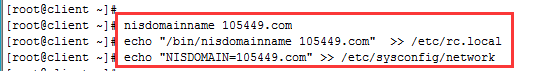 [root@client ~]#
[root@client ~]# nisdomainname 105449.com
[root@client ~]# echo "/bin/nisdomainname 105449.com"  >> /etc/rc.local
[root@client ~]# echo "NISDOMAIN=105449.com" >> /etc/sysconfig/network
[root@client ~]#